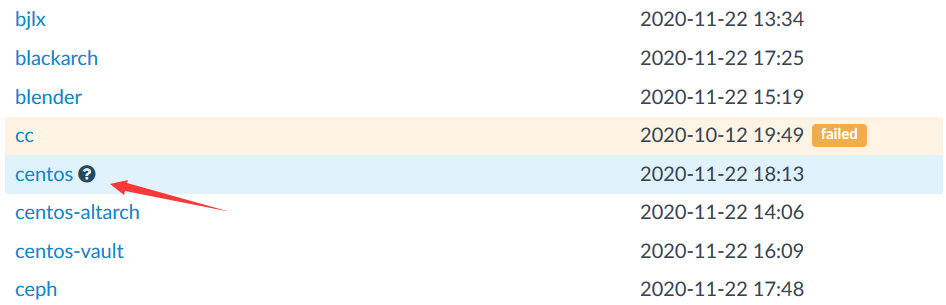 bjlx 2020-11-22 13:34
blackarch 2020-11-22 17:25
blender 2020-11-22 15:19
cc 2020-10-12 19:49 failed
centos ? 2020-11-22 18:13
centos-altarch 2020-11-22 14:06
centos-vault 2020-11-22 16:09
ceph 2020-11-22 17:48